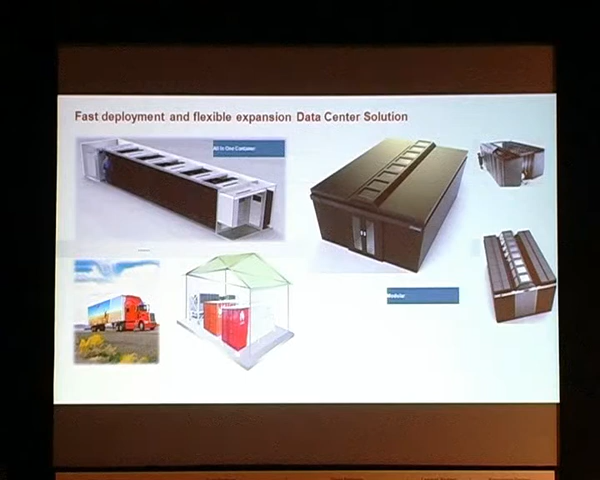 Fast deployment and flexible expansion Data Center Solution
All In One Container
Modular